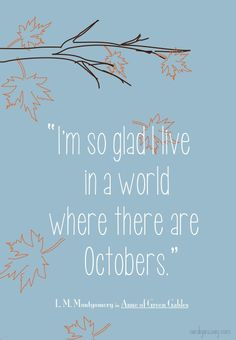 “I'm so glad I live
in a world
where there are
Octobers.”
L. M. Montgomery in Anne of Green Gables